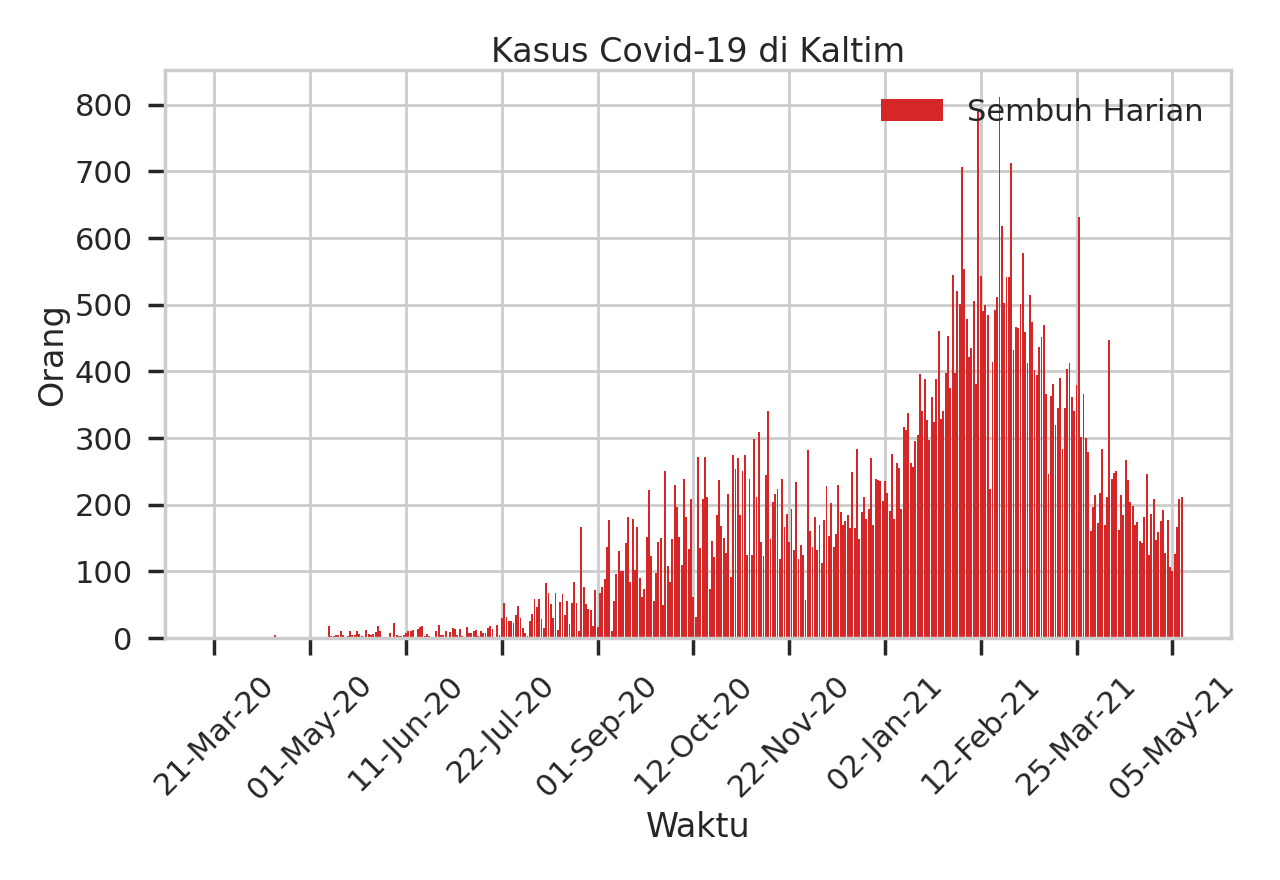 Kasus Covid-19 di Kaltim
Sembuh Harian
Orang
800
700
600
500
400
300
200
100
0
21-Mar-20
01-May-20
11-Jun-20
22-Jul-20
01-Sep-20
12-Oct-20
22-Nov-20
02-Jan-21
12-Feb-21
25-Mar-21
05-May-21
Waktu